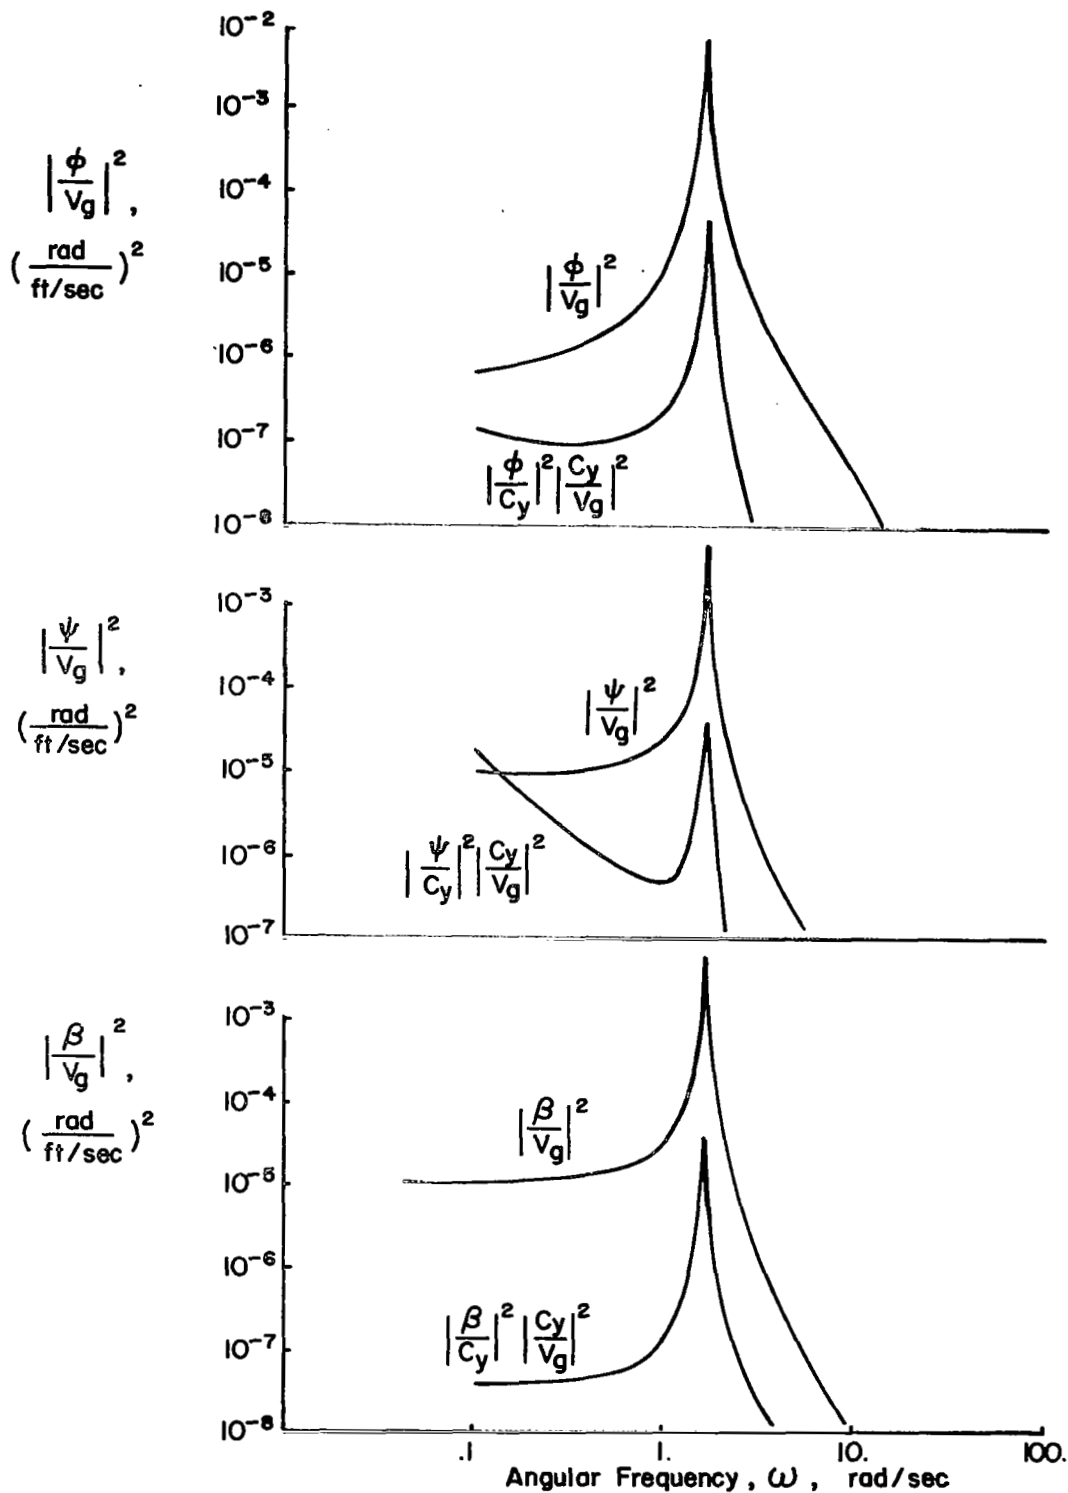 10⁻²
10⁻³
10⁻⁴
10⁻⁵
10⁻⁶
10⁻⁷
10⁻⁸
|ϕ/Vg|²,
(rad/ft/sec)²
|ϕ/Vg|²
|ϕ/Cy|²|Cy/Vg|²
10⁻³
10⁻⁴
10⁻⁵
10⁻⁶
10⁻⁷
|ψ/Vg|²,
(rad/ft/sec)²
|ψ/Vg|²
|ψ/Cy|²|Cy/Vg|²
10⁻³
10⁻⁴
10⁻⁵
10⁻⁶
10⁻⁷
10⁻⁸
|β/Vg|²,
(rad/ft/sec)²
|β/Vg|²
|β/Cy|²|Cy/Vg|²
.1 1. 10. 100.
Angular Frequency, ω, rad/sec